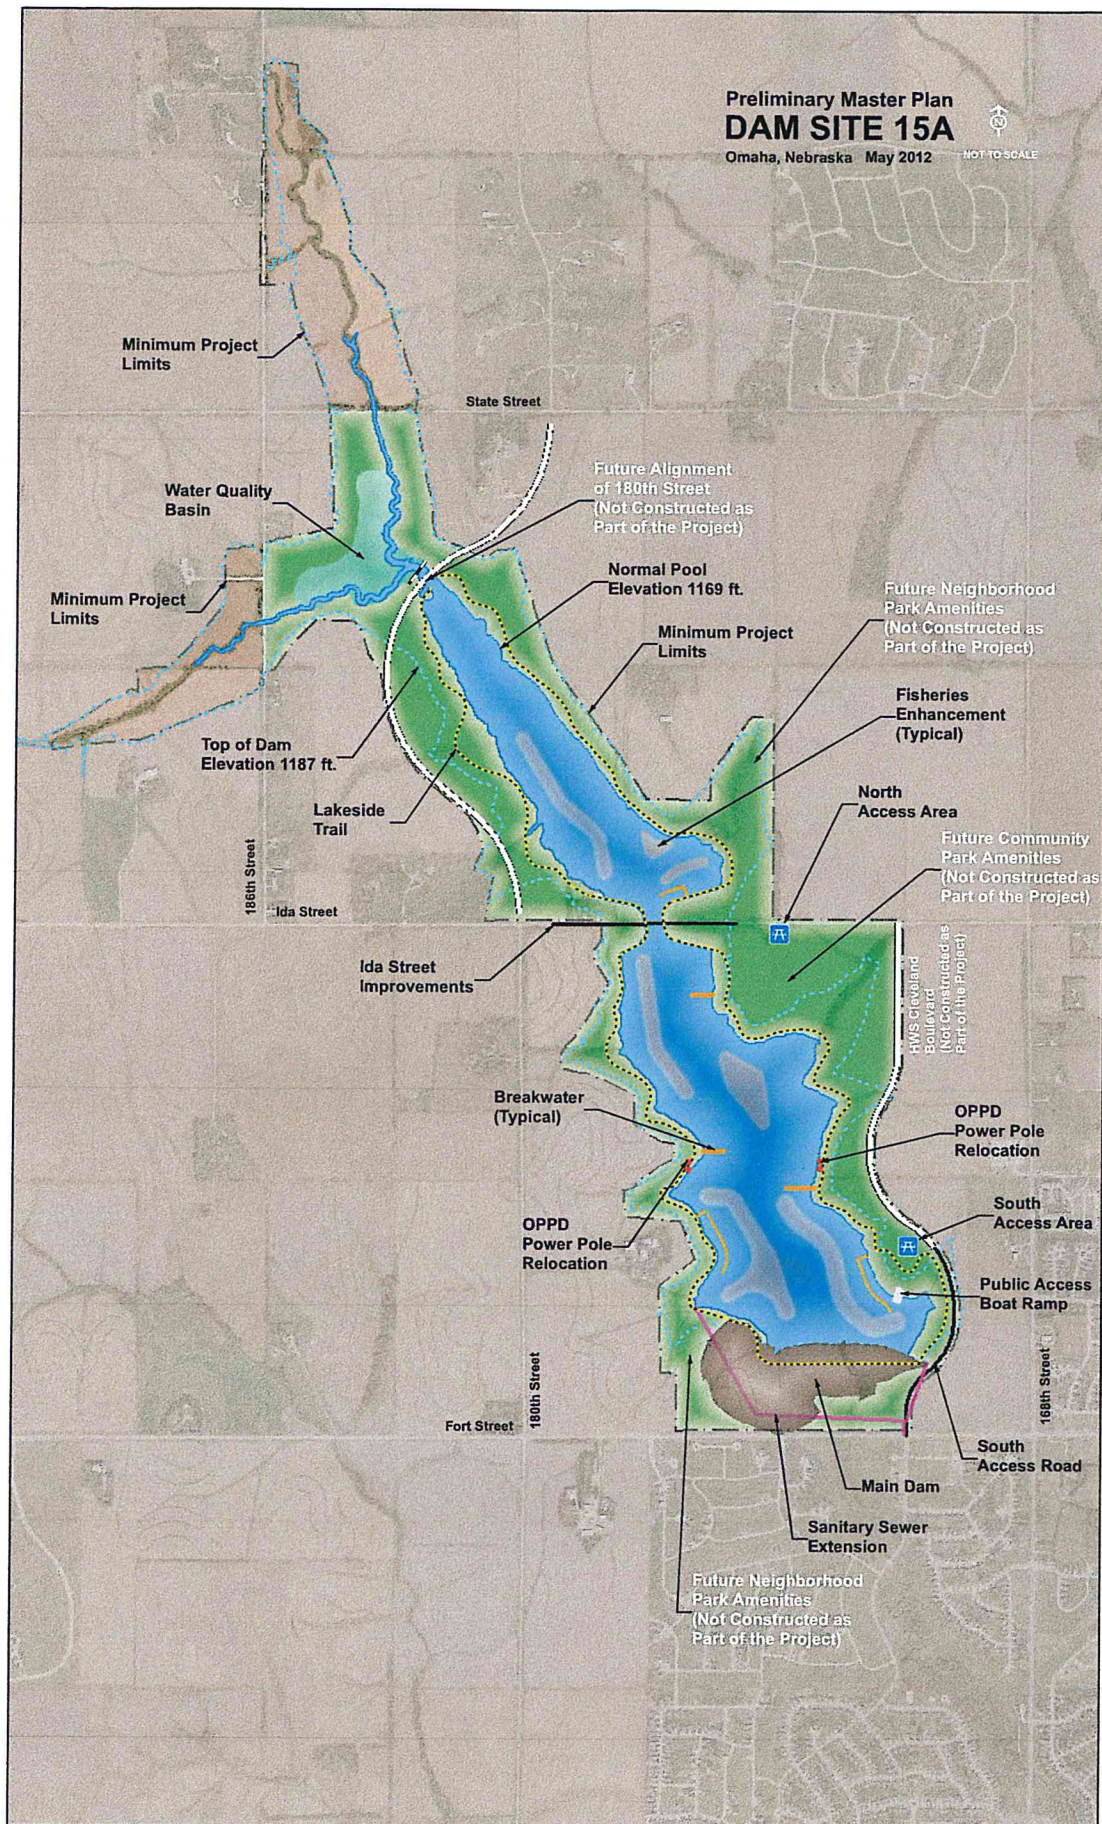 Preliminary Master Plan
DAM SITE 15A
Omaha, Nebraska May 2012
N
NOT TO SCALE
Minimum Project
Limits
State Street
Future Alignment
of 180th Street
(Not Constructed as
Part of the Project)
Water Quality
Basin
Normal Pool
Elevation 1169 ft.
Future Neighborhood
Park Amenities
(Not Constructed as
Part of the Project)
Minimum Project
Limits
Minimum Project
Limits
Fisheries
Enhancement
(Typical)
Top of Dam
Elevation 1187 ft.
North
Access Area
Lakeside
Trail
Future Community
Park Amenities
(Not Constructed as
Part of the Project)
186th Street
Ida Street
Ida Street
Improvements
HWS Cleveland
Boulevard
(Not Constructed as
Part of the Project)
Breakwater
(Typical)
OPPD
Power Pole
Relocation
South
Access Area
OPPD
Power Pole
Relocation
Public Access
Boat Ramp
180th Street
168th Street
Fort Street
South
Access Road
Main Dam
Sanitary Sewer
Extension
Future Neighborhood
Park Amenities
(Not Constructed as
Part of the Project)